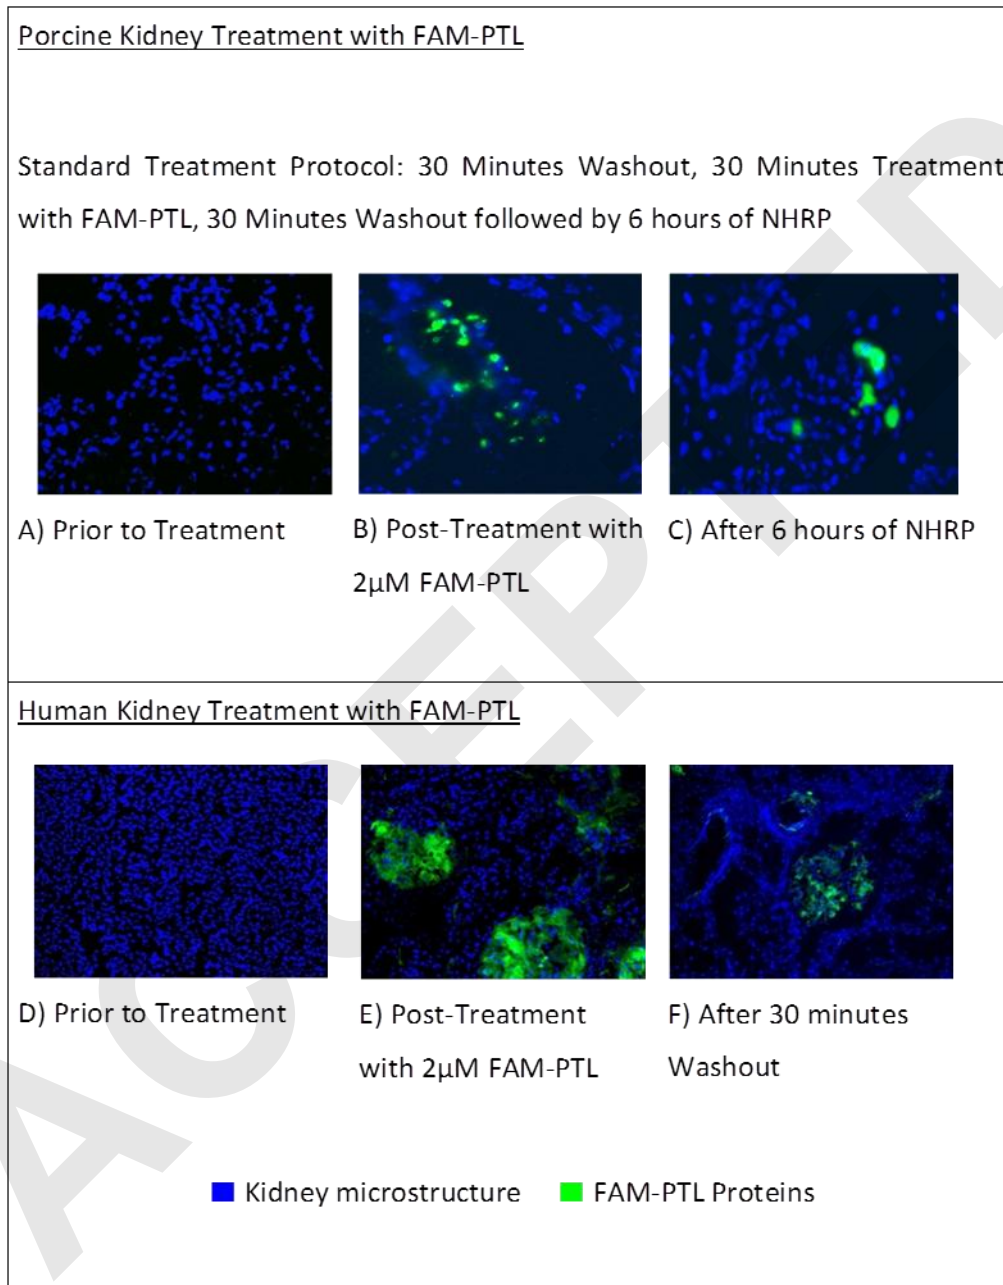 Porcine Kidney Treatment with FAM-PTL
Standard Treatment Protocol: 30 Minutes Washout, 30 Minutes Treatment
with FAM-PTL, 30 Minutes Washout followed by 6 hours of NHRP
A) Prior to Treatment
B) Post-Treatment with
2µM FAM-PTL
C) After 6 hours of NHRP
Human Kidney Treatment with FAM-PTL
D) Prior to Treatment
E) Post-Treatment
with 2µM FAM-PTL
F) After 30 minutes
Washout
Kidney microstructure
FAM-PTL Proteins
ACCEPTED